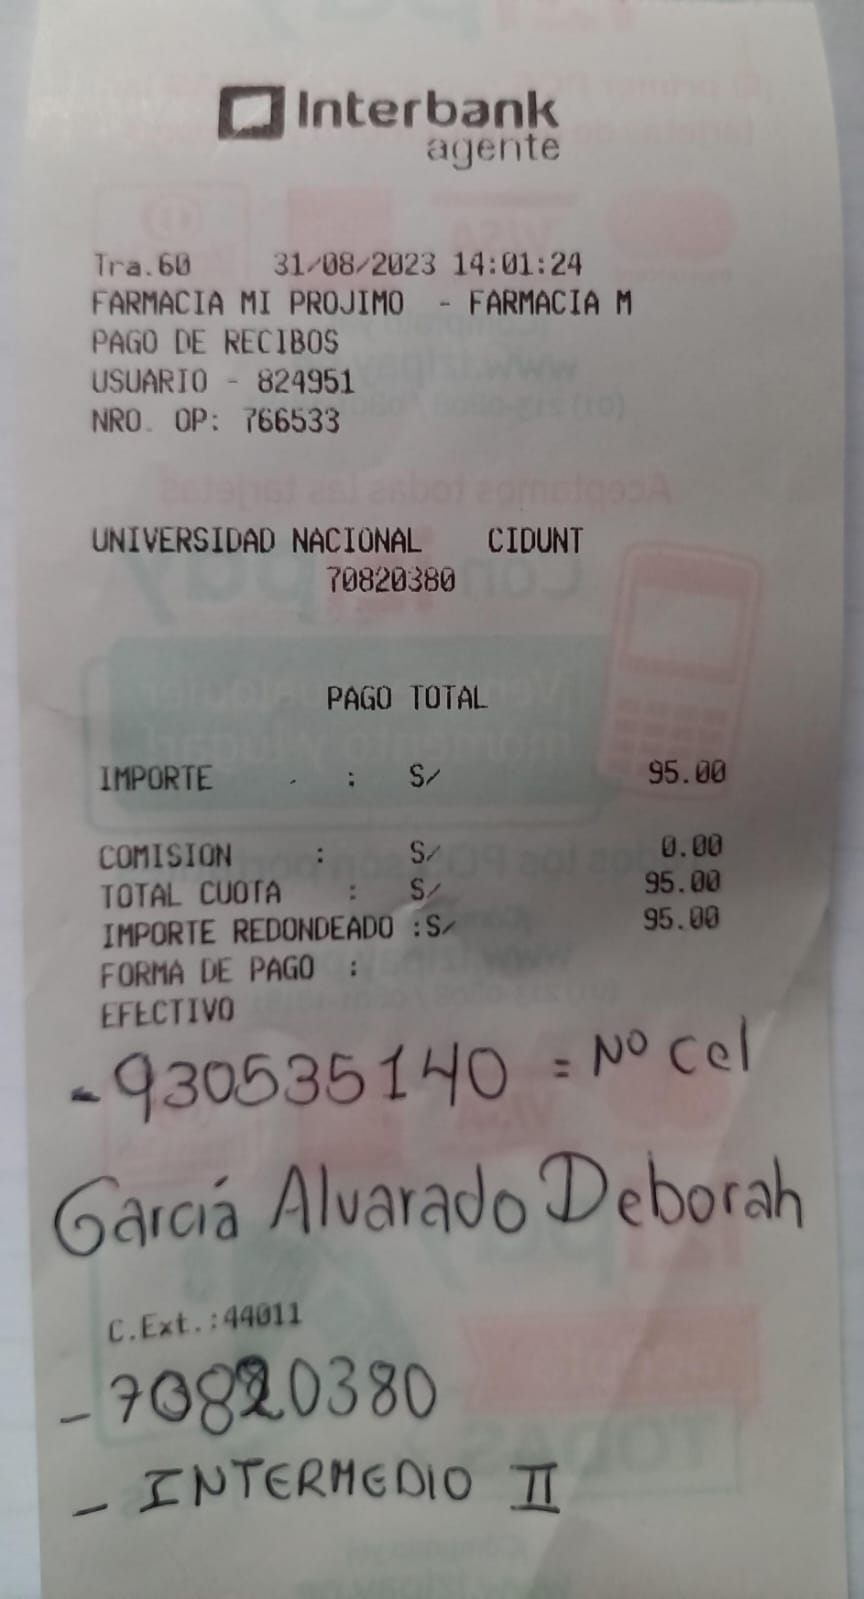 Interbank
agente
Tra.60 31/08/2023 14:01:24
FARMACIA MI PROJIMO - FARMACIA M
PAGO DE RECIBOS
USUARIO - 824951
NRO. OP: 766533
UNIVERSIDAD NACIONAL CIDUNT
70820380
PAGO TOTAL
IMPORTE : S/ 95.00
COMISION : S/ 0.00
TOTAL CUOTA : S/ 95.00
IMPORTE REDONDEADO :S/ 95.00
FORMA DE PAGO :
EFECTIVO
- 930535140 = Nº Cel
Garciá Alvarado Deborah
C.Ext.:44011
- 70820380
- INTERMEDIO II